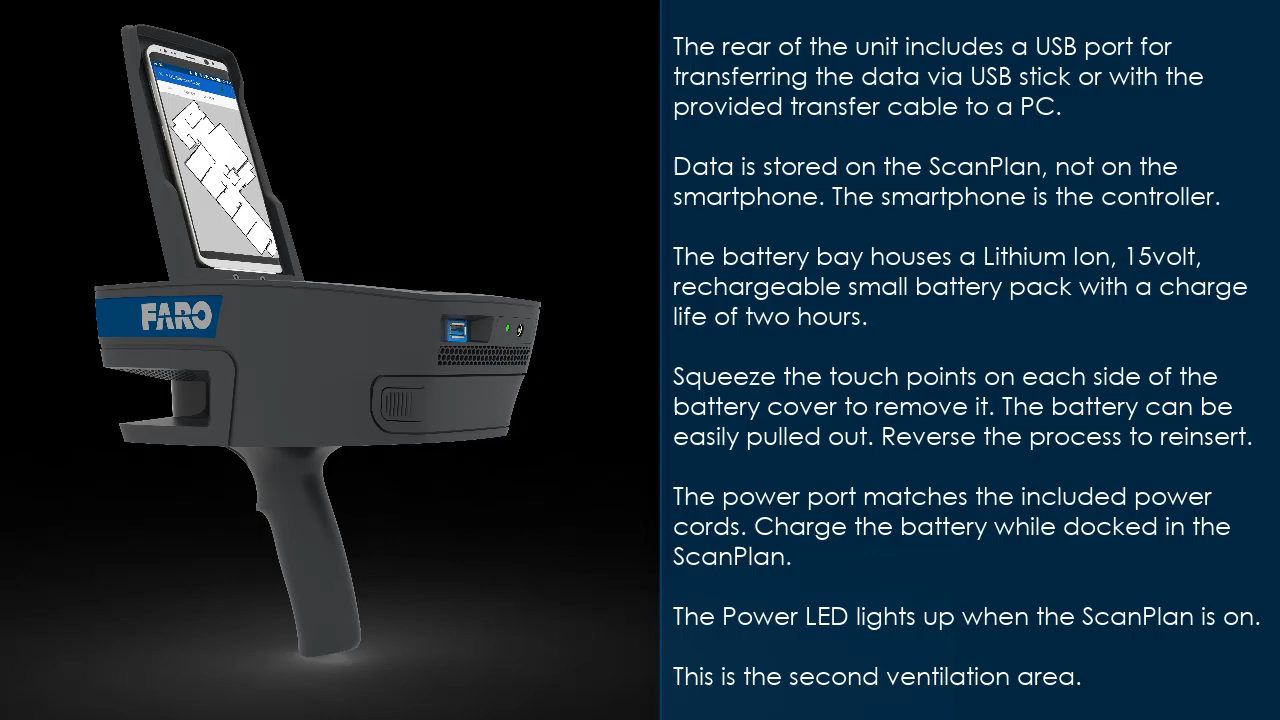 FARO
The rear of the unit includes a USB port for
transferring the data via USB stick or with the
provided transfer cable to a PC.
Data is stored on the ScanPlan, not on the
smartphone. The smartphone is the controller.
The battery bay houses a Lithium Ion, 15volt,
rechargeable small battery pack with a charge
life of two hours.
Squeeze the touch points on each side of the
battery cover to remove it. The battery can be
easily pulled out. Reverse the process to reinsert.
The power port matches the included power
cords. Charge the battery while docked in the
ScanPlan.
The Power LED lights up when the ScanPlan is on.
This is the second ventilation area.